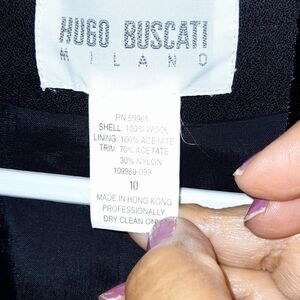 HUGO BUSCATI
MILANO
RN 59965
SHELL: 100% WOOL
LINING: 100% ACETATE
TRIM: 70% ACETATE
30% NYLON
109989-093
10
MADE IN HONG KONG
PROFESSIONALLY
DRY CLEAN ONLY